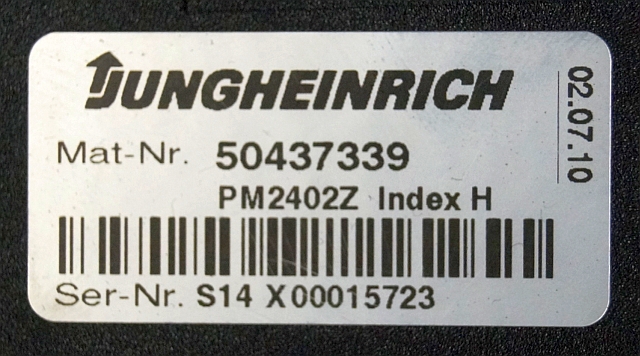 JUNGHEINRICH
Mat-Nr. 50437339
PM2402Z Index H
Ser-Nr. S14 X00015723
02.07.10